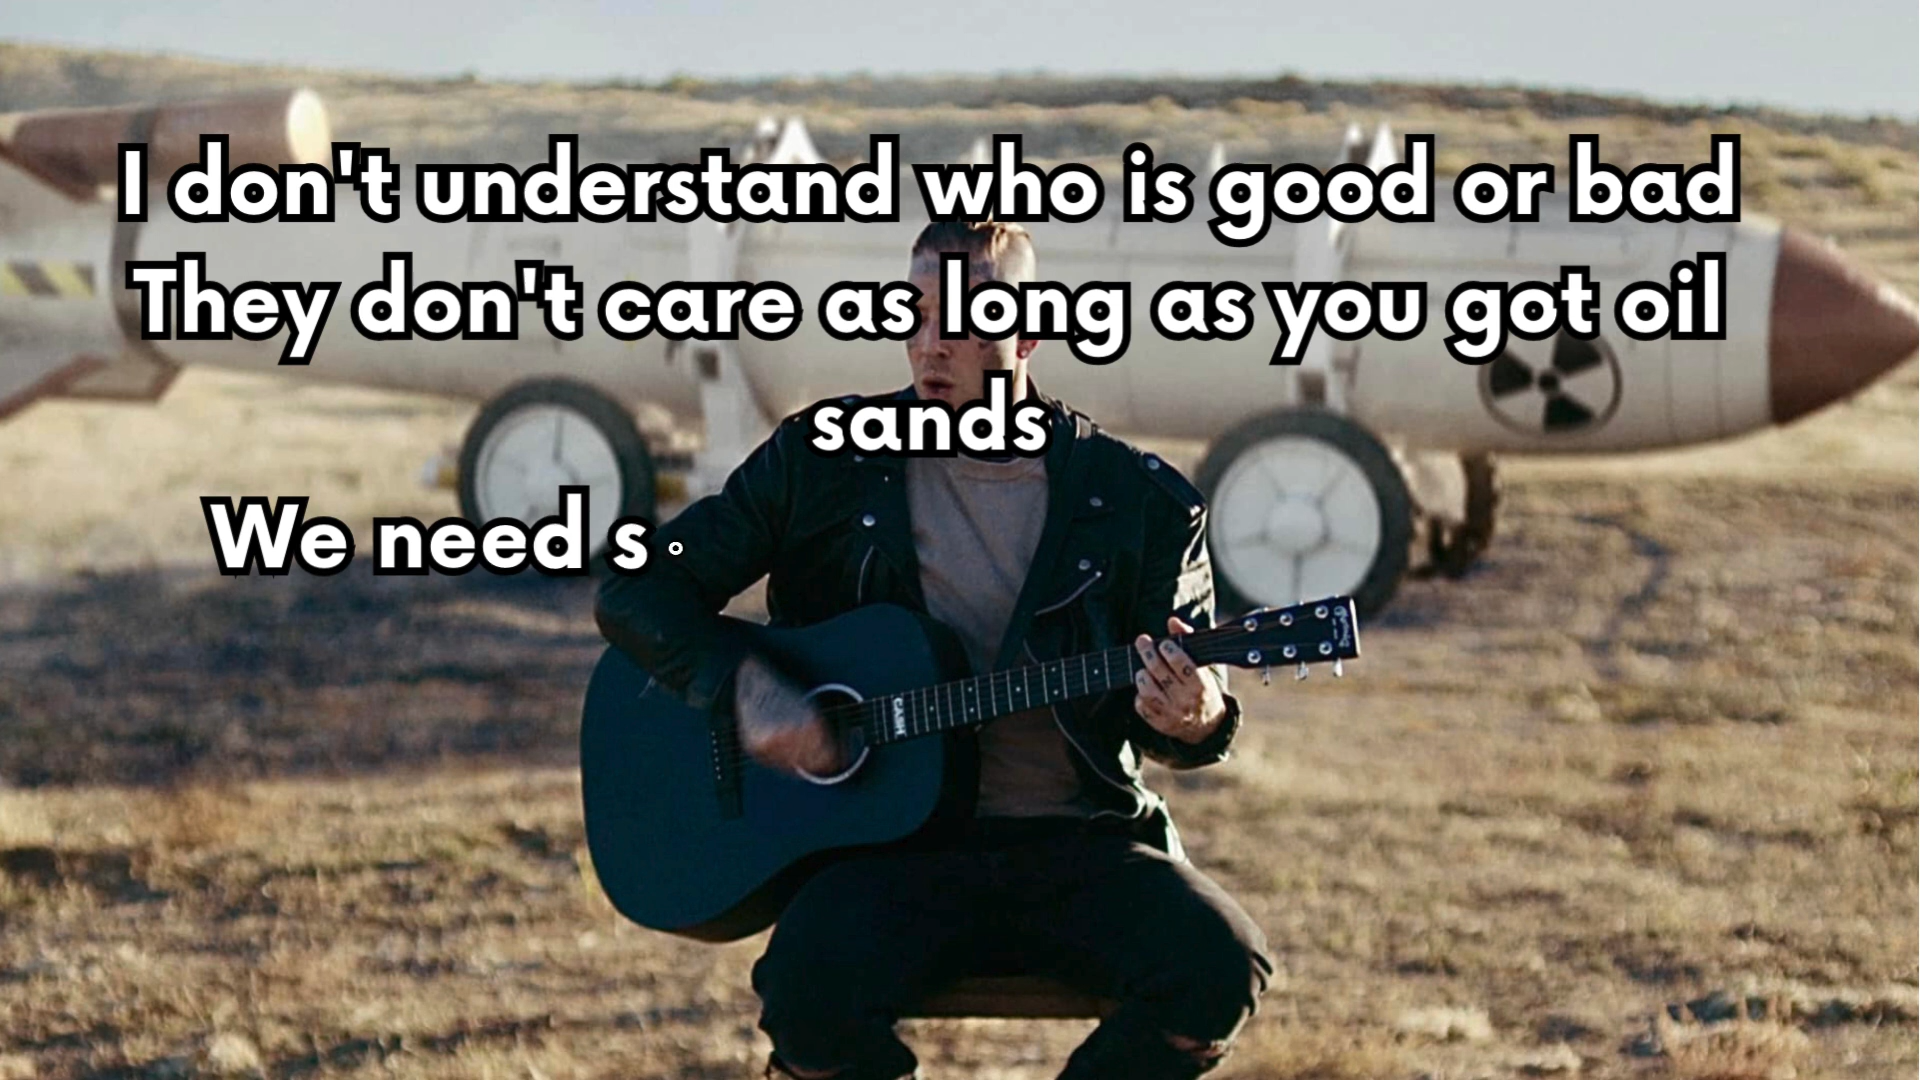 I don't understand who is good or bad
They don't care as long as you got oil
sands
We need s
CASH